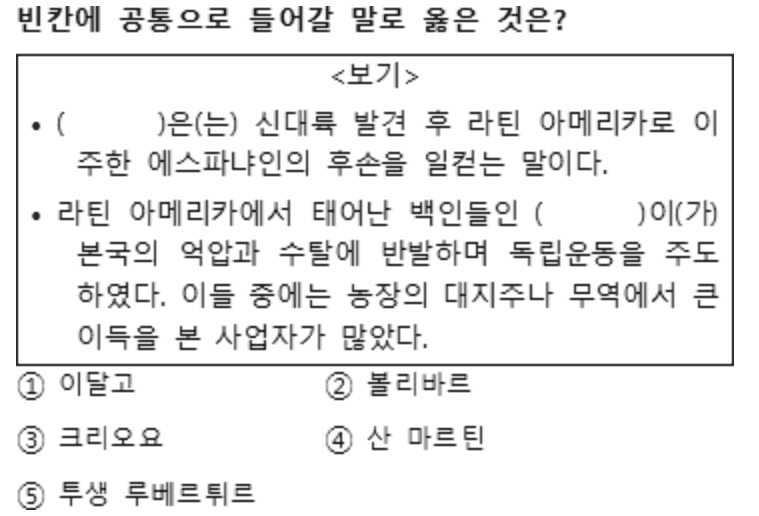 빈칸에 공통으로 들어갈 말로 옳은 것은?
<보기>
• (          )은(는) 신대륙 발견 후 라틴 아메리카로 이
주한 에스파냐인의 후손을 일컫는 말이다.
• 라틴 아메리카에서 태어난 백인들인 (          )이(가)
본국의 억압과 수탈에 반발하며 독립운동을 주도
하였다. 이들 중에는 농장의 대지주나 무역에서 큰
이득을 본 사업자가 많았다.
① 이달고 ② 볼리바르
③ 크리오요 ④ 산 마르틴
⑤ 투생 루베르튀르